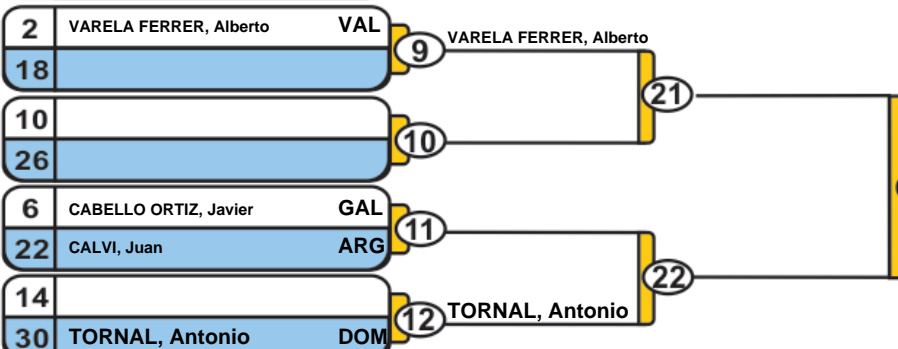 2 VARELA FERRER, Alberto VAL
18
9 VARELA FERRER, Alberto
21
10
26
10
6 CABELLO ORTIZ, Javier GAL
22 CALVI, Juan ARG
11
22
14
30 TORNAL, Antonio DOM
12 TORNAL, Antonio